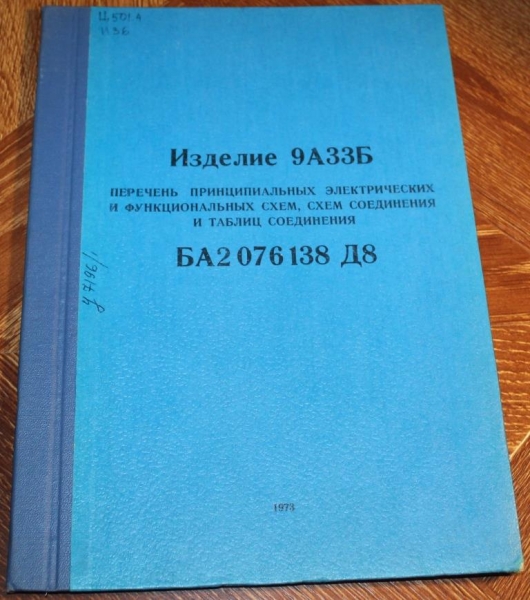 Изделие 9А33Б
ПЕРЕЧЕНЬ ПРИНЦИПИАЛЬНЫХ ЭЛЕКТРИЧЕСКИХ
И ФУНКЦИОНАЛЬНЫХ СХЕМ, СХЕМ СОЕДИНЕНИЯ
И ТАБЛИЦ СОЕДИНЕНИЯ
БА2 076 138 Д8
1973